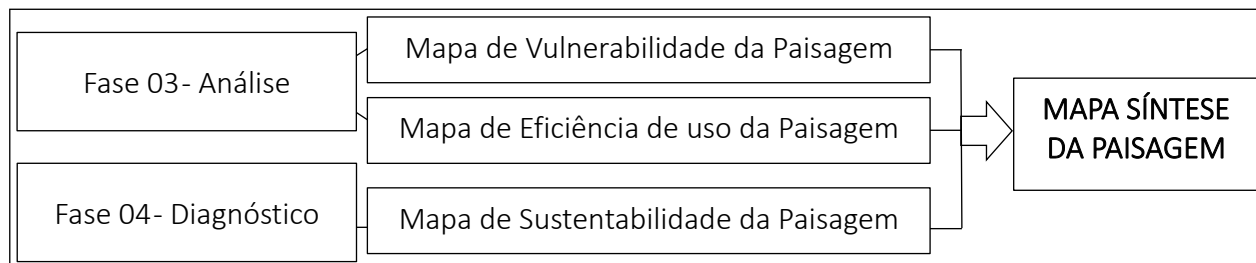 Fase 03- Análise
Mapa de Vulnerabilidade da Paisagem
Mapa de Eficiência de uso da Paisagem
Fase 04- Diagnóstico
Mapa de Sustentabilidade da Paisagem
MAPA SÍNTESE
DA PAISAGEM